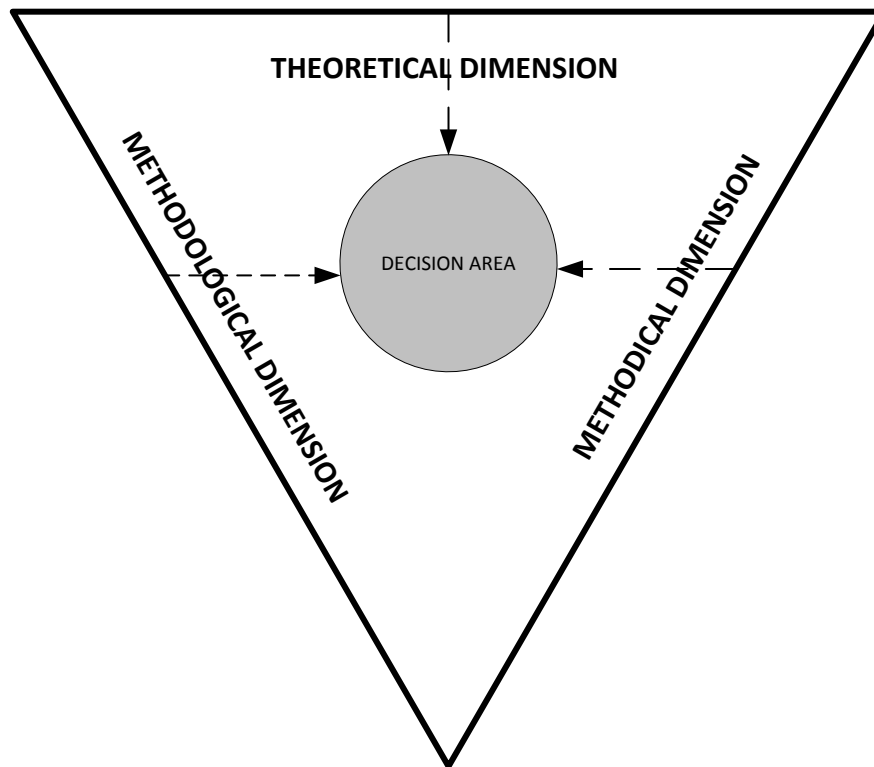 THEORETICAL DIMENSION
METHODOLOGICAL DIMENSION
DECISION AREA
METHODICAL DIMENSION